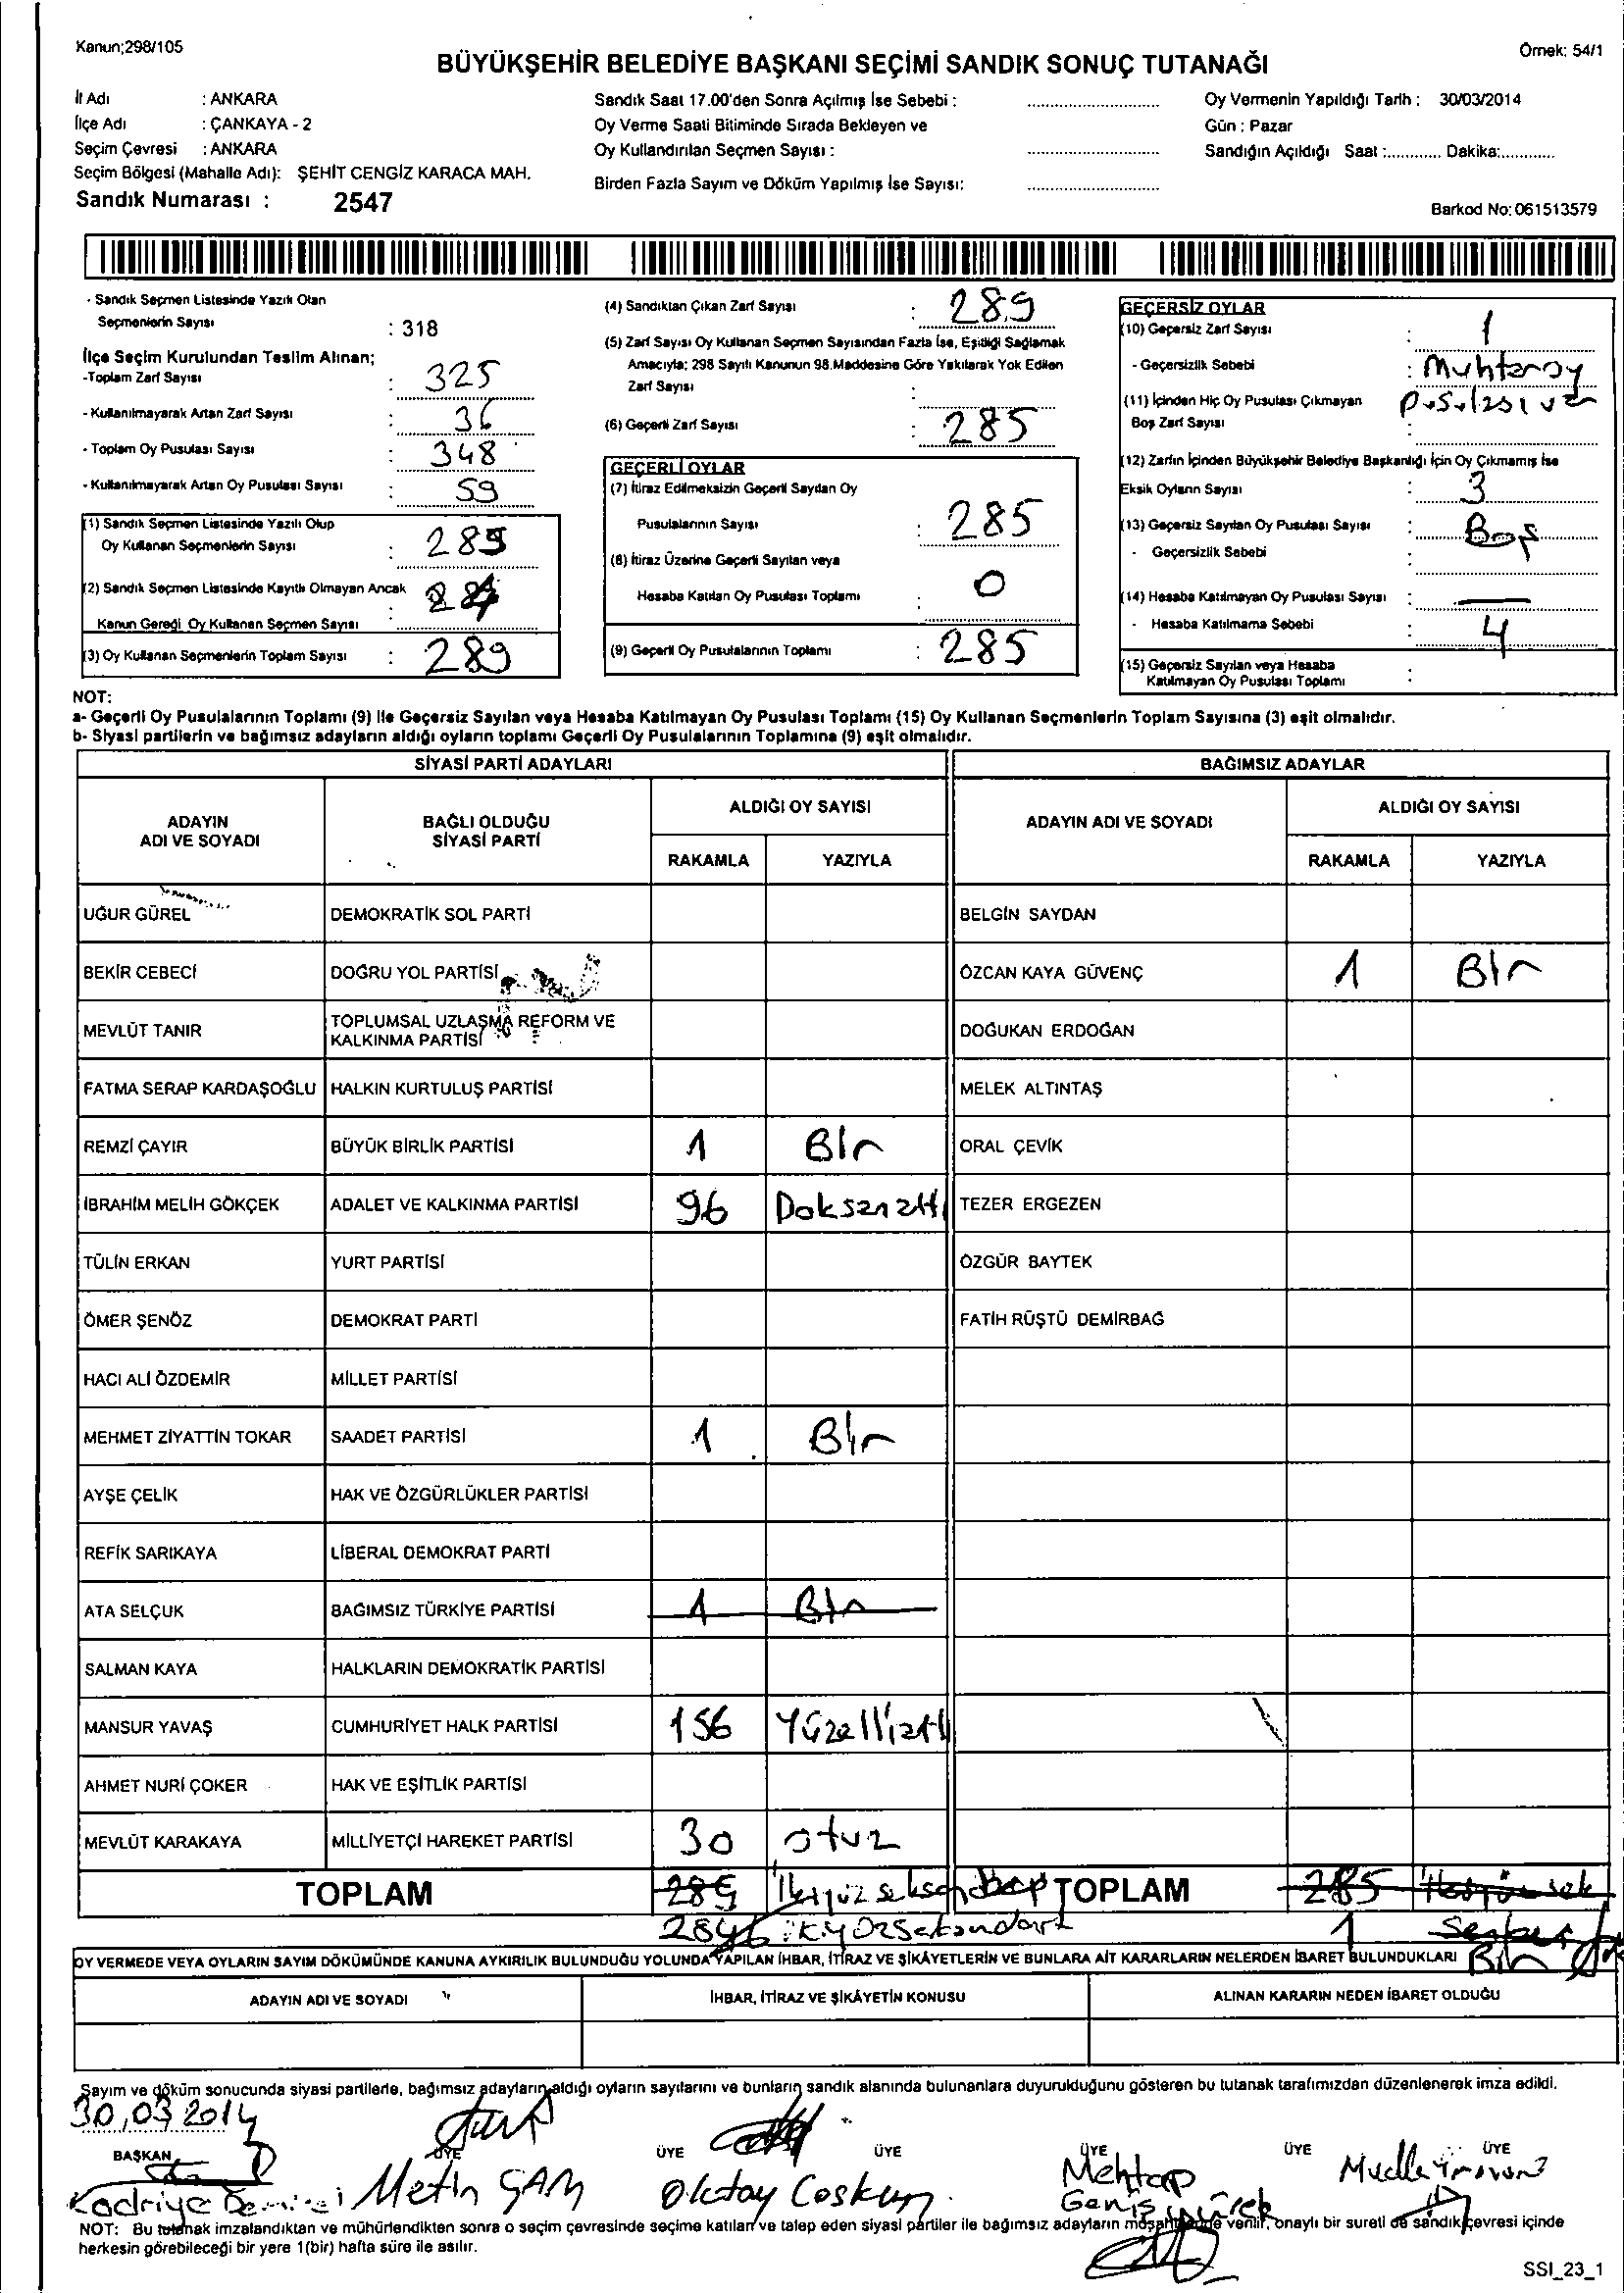 Kanun;298/105
Örnek: 54/1
BÜYÜKŞEHİR BELEDİYE BAŞKANI SEÇİMİ SANDIK SONUÇ TUTANAĞI
İl Adı : ANKARA
İlçe Adı : ÇANKAYA - 2
Seçim Çevresi : ANKARA
Seçim Bölgesi (Mahalle Adı): ŞEHİT CENGİZ KARACA MAH.
Sandık Numarası : 2547
Sandık Saat 17.00'den Sonra Açılmış İse Sebebi :
Oy Verme Saati Bitiminde Sırada Bekleyen ve
Oy Kullandırılan Seçmen Sayısı :
Birden Fazla Sayım ve Döküm Yapılmış İse Sayısı:
Oy Vermenin Yapıldığı Tarih : 30/03/2014
Gün : Pazar
Sandığın Açıldığı Saat :............ Dakika:............
Barkod No: 061513579
- Sandık Seçmen Listesinde Yazılı Olan
Seçmenlerin Sayısı : 318
İlçe Seçim Kurulundan Teslim Alınan;
-Toplam Zarf Sayısı : 325
- Kullanılmayarak Artan Zarf Sayısı : 36
- Toplam Oy Pusulası Sayısı : 348
- Kullanılmayarak Artan Oy Pusulası Sayısı : 59
(1) Sandık Seçmen Listesinde Yazılı Olup
Oy Kullanan Seçmenlerin Sayısı : 289
(2) Sandık Seçmen Listesinde Kayıtlı Olmayan Ancak
Kanun Gereği Oy Kullanan Seçmen Sayısı :
(3) Oy Kullanan Seçmenlerin Toplam Sayısı : 289
(4) Sandıktan Çıkan Zarf Sayısı : 289
(5) Zarf Sayısı Oy Kullanan Seçmen Sayısından Fazla İse, Eşitliği Sağlamak
Amacıyla; 298 Sayılı Kanunun 98.Maddesine Göre Yakılarak Yok Edilen
Zarf Sayısı :
(6) Geçerli Zarf Sayısı : 285
GEÇERLİ OYLAR
(7) İtiraz Edilmeksizin Geçerli Sayılan Oy
Pusulalarının Sayısı : 285
(8) İtiraz Üzerine Geçerli Sayılan veya
Hesaba Katılan Oy Pusulası Toplamı : 0
(9) Geçerli Oy Pusulalarının Toplamı : 285
GEÇERSİZ OYLAR
(10) Geçersiz Zarf Sayısı : 1
- Geçersizlik Sebebi : Muhtaroy
(11) İçinden Hiç Oy Pusulası Çıkmayan pusulası var
Boş Zarf Sayısı :
(12) Zarfın İçinden Büyükşehir Belediye Başkanlığı İçin Oy Çıkmamış İse
Eksik Oyların Sayısı : 3
(13) Geçersiz Sayılan Oy Pusulası Sayısı : Boş
- Geçersizlik Sebebi
(14) Hesaba Katılmayan Oy Pusulası Sayısı : —
- Hesaba Katılmama Sebebi : 4
(15) Geçersiz Sayılan veya Hesaba
Katılmayan Oy Pusulası Toplamı :
NOT:
a- Geçerli Oy Pusulalarının Toplamı (9) ile Geçersiz Sayılan veya Hesaba Katılmayan Oy Pusulası Toplamı (15) Oy Kullanan Seçmenlerin Toplam Sayısına (3) eşit olmalıdır.
b- Siyasi partilerin ve bağımsız adayların aldığı oyların toplamı Geçerli Oy Pusulalarının Toplamına (9) eşit olmalıdır.
SİYASİ PARTİ ADAYLARI BAĞIMSIZ ADAYLAR
ADAYIN ADI VE SOYADI BAĞLI OLDUĞU SİYASİ PARTİ ALDIĞI OY SAYISI ADAYIN ADI VE SOYADI ALDIĞI OY SAYISI
RAKAMLA YAZIYLA RAKAMLA YAZIYLA
UĞUR GÜREL DEMOKRATİK SOL PARTİ BELGİN SAYDAN
BEKİR CEBECİ DOĞRU YOL PARTİSİ ÖZCAN KAYA GÜVENÇ 1 Bir
MEVLÜT TANIR TOPLUMSAL UZLAŞMA REFORM VE KALKINMA PARTİSİ DOĞUKAN ERDOĞAN
FATMA SERAP KARDAŞOĞLU HALKIN KURTULUŞ PARTİSİ MELEK ALTINTAŞ
REMZİ ÇAYIR BÜYÜK BİRLİK PARTİSİ 1 Bir ORAL ÇEVİK
İBRAHİM MELİH GÖKÇEK ADALET VE KALKINMA PARTİSİ 96 Doksanaltı TEZER ERGEZEN
TÜLİN ERKAN YURT PARTİSİ ÖZGÜR BAYTEK
ÖMER ŞENÖZ DEMOKRAT PARTİ FATİH RÜŞTÜ DEMİRBAĞ
HACI ALİ ÖZDEMİR MİLLET PARTİSİ
MEHMET ZİYATTİN TOKAR SAADET PARTİSİ 1 Bir
AYŞE ÇELİK HAK VE ÖZGÜRLÜKLER PARTİSİ
REFİK SARIKAYA LİBERAL DEMOKRAT PARTİ
ATA SELÇUK BAĞIMSIZ TÜRKİYE PARTİSİ 1 Bir
SALMAN KAYA HALKLARIN DEMOKRATİK PARTİSİ
MANSUR YAVAŞ CUMHURİYET HALK PARTİSİ 156 Yüzellialtı
AHMET NURİ ÇOKER HAK VE EŞİTLİK PARTİSİ
MEVLÜT KARAKAYA MİLLİYETÇİ HAREKET PARTİSİ 30 otuz
TOPLAM 285 TOPLAM 285
284 ikiyüzseksendört 1
Bir
OY VERMEDE VEYA OYLARIN SAYIM DÖKÜMÜNDE KANUNA AYKIRILIK BULUNDUĞU YOLUNDA YAPILAN İHBAR, İTİRAZ VE ŞİKÂYETLERİN VE BUNLARA AİT KARARLARIN NELERDEN İBARET BULUNDUKLARI
ADAYIN ADI VE SOYADI İHBAR, İTİRAZ VE ŞİKÂYETİN KONUSU ALINAN KARARIN NEDEN İBARET OLDUĞU
Sayım ve döküm sonucunda siyasi partilerle, bağımsız adayların aldığı oyların sayılarını ve bunların sandık alanında bulunanlara duyurulduğunu gösteren bu tutanak tarafımızdan düzenlenerek imza edildi.
30,03 2014
BAŞKAN ÜYE ÜYE ÜYE ÜYE ÜYE ÜYE
Kadriye Metin ÇAM Oktay Coşkun Mehtap
Geniş
NOT: Bu tutanak imzalandıktan ve mühürlendikten sonra o seçim çevresinde seçime katılan ve talep eden siyasi partiler ile bağımsız adayların müşahitlerine verilir, onaylı bir sureti de sandık çevresi içinde
herkesin görebileceği bir yere 1(bir) hafta süre ile asılır.
SSI_23_1